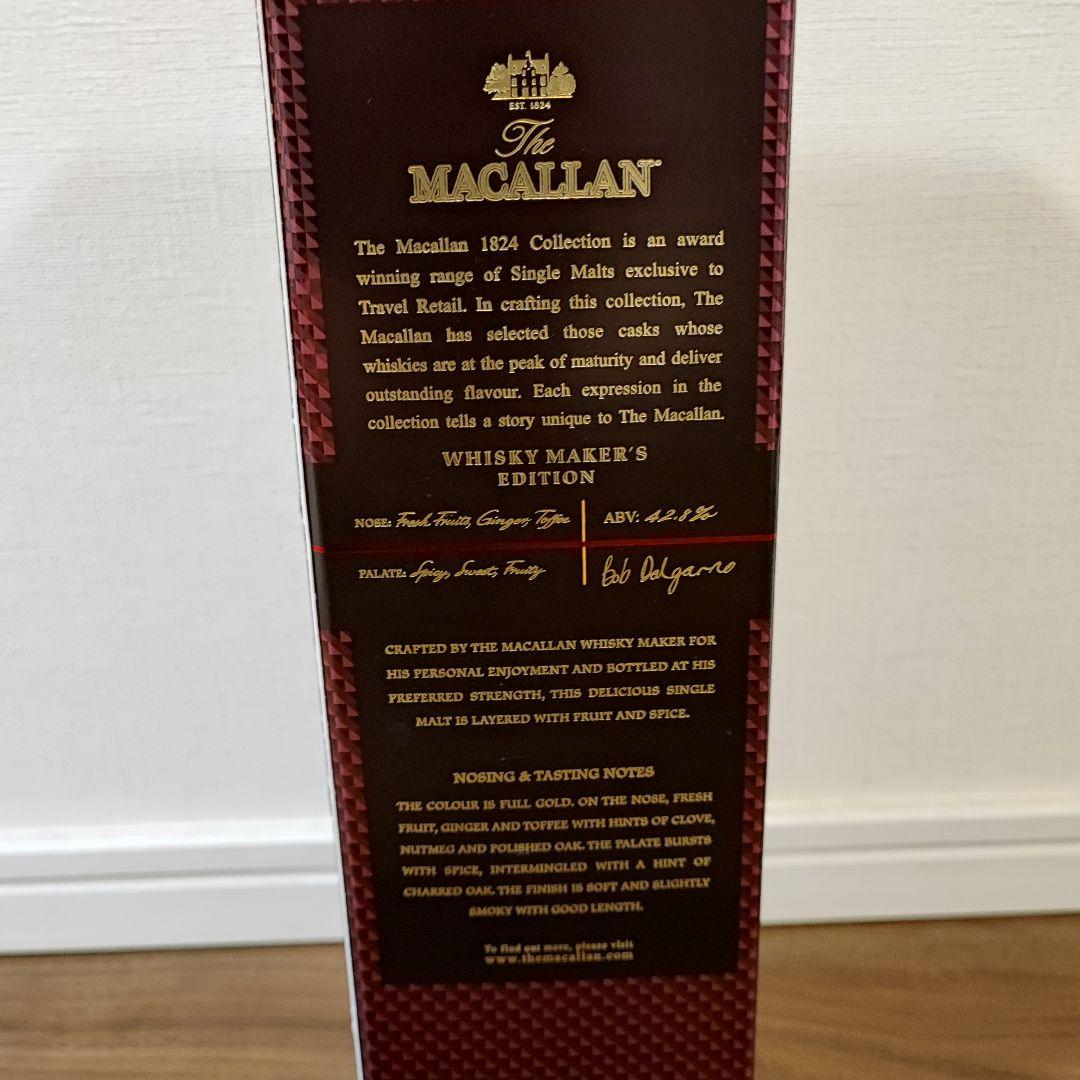 EST. 1824
The
MACALLAN
The Macallan 1824 Collection is an award
winning range of Single Malts exclusive to
Travel Retail. In crafting this collection, The
Macallan has selected those casks whose
whiskies are at the peak of maturity and deliver
outstanding flavour. Each expression in the
collection tells a story unique to The Macallan.
WHISKY MAKER'S
EDITION
NOSE: Fresh Fruits, Ginger, Toffee
ABV: 42.8%
PALATE: Spicy, Sweet, Fruity
Bob Dalgarno
CRAFTED BY THE MACALLAN WHISKY MAKER FOR
HIS PERSONAL ENJOYMENT AND BOTTLED AT HIS
PREFERRED STRENGTH, THIS DELICIOUS SINGLE
MALT IS LAYERED WITH FRUIT AND SPICE.
NOSING & TASTING NOTES
THE COLOUR IS FULL GOLD. ON THE NOSE, FRESH
FRUIT, GINGER AND TOFFEE WITH HINTS OF CLOVE,
NUTMEG AND POLISHED OAK. THE PALATE BURSTS
WITH SPICE, INTERMINGLED WITH A HINT OF
CHARRED OAK. THE FINISH IS SOFT AND SLIGHTLY
SMOKY WITH GOOD LENGTH.
To find out more, please visit
www.themacallan.com